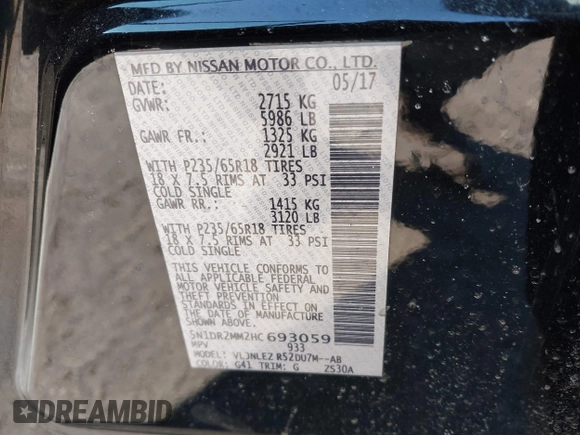 MFD BY NISSAN MOTOR CO., LTD.
DATE: 05/17
GVWR: 2715 KG
5986 LB
GAWR FR.: 1325 KG
2921 LB
WITH P235/65R18 TIRES
18 X 7.5 RIMS AT 33 PSI
COLD SINGLE
GAWR RR.: 1415 KG
3120 LB
WITH P235/65R18 TIRES
18 X 7.5 RIMS AT 33 PSI
COLD SINGLE
THIS VEHICLE CONFORMS TO
ALL APPLICABLE FEDERAL
MOTOR VEHICLE SAFETY AND
THEFT PREVENTION
STANDARDS IN EFFECT ON
THE DATE OF MANUFACTURE
SHOWN ABOVE.
5N1DR2MM2HC 693059
MPV 933
MODEL: VLJNLEZ R52DU7M--AB
COLOR: G41 TRIM: G 2S30A
DREAMBID